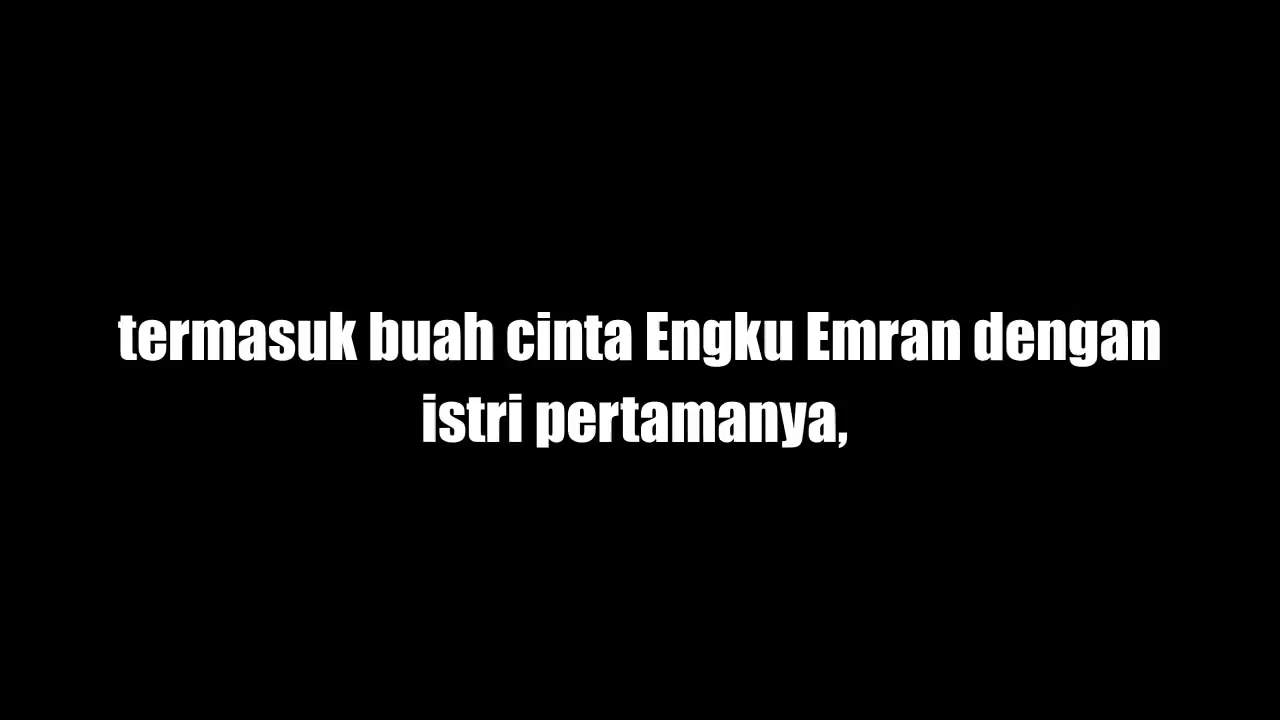 termasuk buah cinta Engku Emran dengan
istri pertamanya,